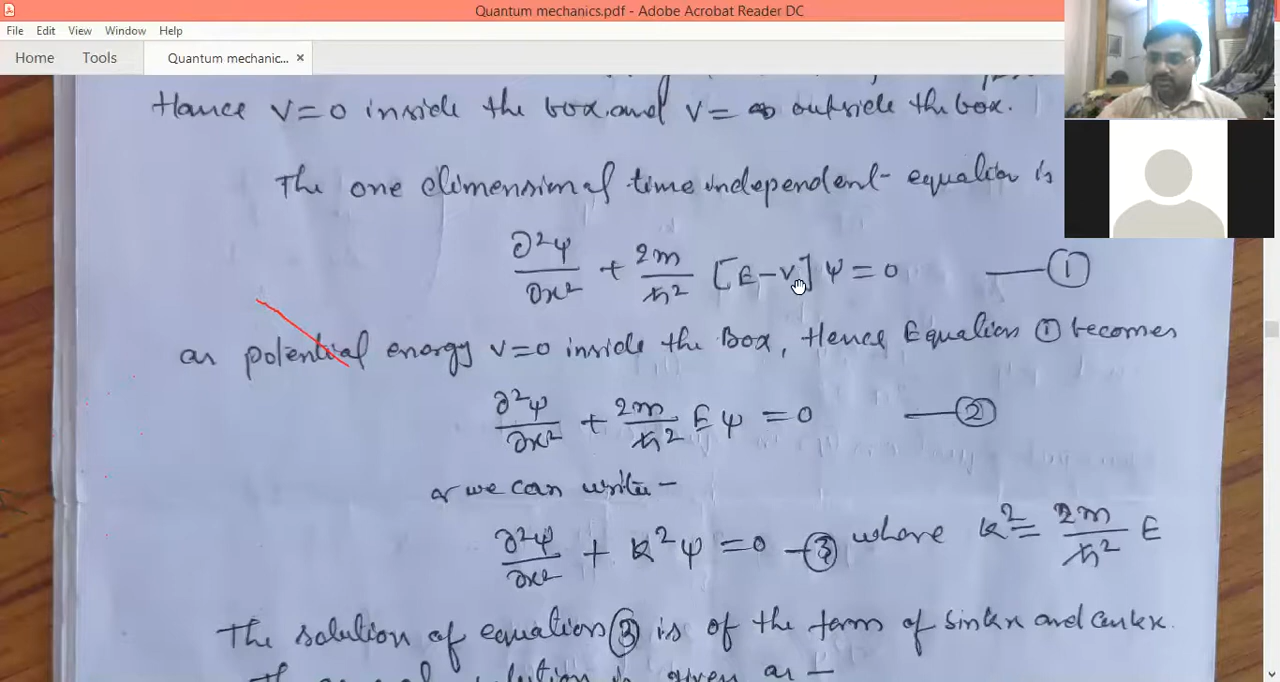 Quantum mechanics.pdf - Adobe Acrobat Reader DC
File Edit View Window Help
Home Tools Quantum mechanic... ×
Hence V=0 inside the box and V=∞ outside the box.
The one dimensional time independent equation is
∂²ψ/∂x² + 2m/ħ² [E-V] ψ = 0 — ①
as potential energy V=0 inside the Box, Hence Equation ① becomes
∂²ψ/∂x² + 2m/ħ² E ψ = 0 — ②
or we can write -
∂²ψ/∂x² + k²ψ = 0 - ③ where k² = 2m/ħ² E
The solution of equation ③ is of the form of sinkx and coskx.
solution is given as -